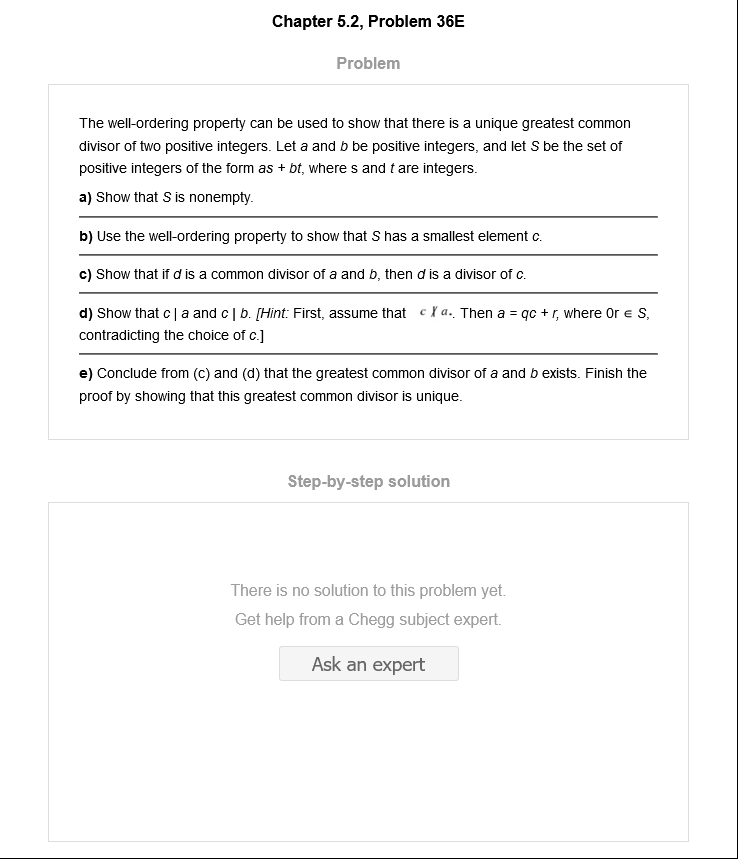 Chapter 5.2, Problem 36E
Problem
The well-ordering property can be used to show that there is a unique greatest common
divisor of two positive integers. Let a and b be positive integers, and let S be the set of
positive integers of the form as + bt, where s and t are integers.
a) Show that S is nonempty.
b) Use the well-ordering property to show that S has a smallest element c.
c) Show that if d is a common divisor of a and b, then d is a divisor of c.
d) Show that c | a and c | b. [Hint: First, assume that c ∤ a.. Then a = qc + r, where 0r ∈ S,
contradicting the choice of c.]
e) Conclude from (c) and (d) that the greatest common divisor of a and b exists. Finish the
proof by showing that this greatest common divisor is unique.
Step-by-step solution
There is no solution to this problem yet.
Get help from a Chegg subject expert.
Ask an expert